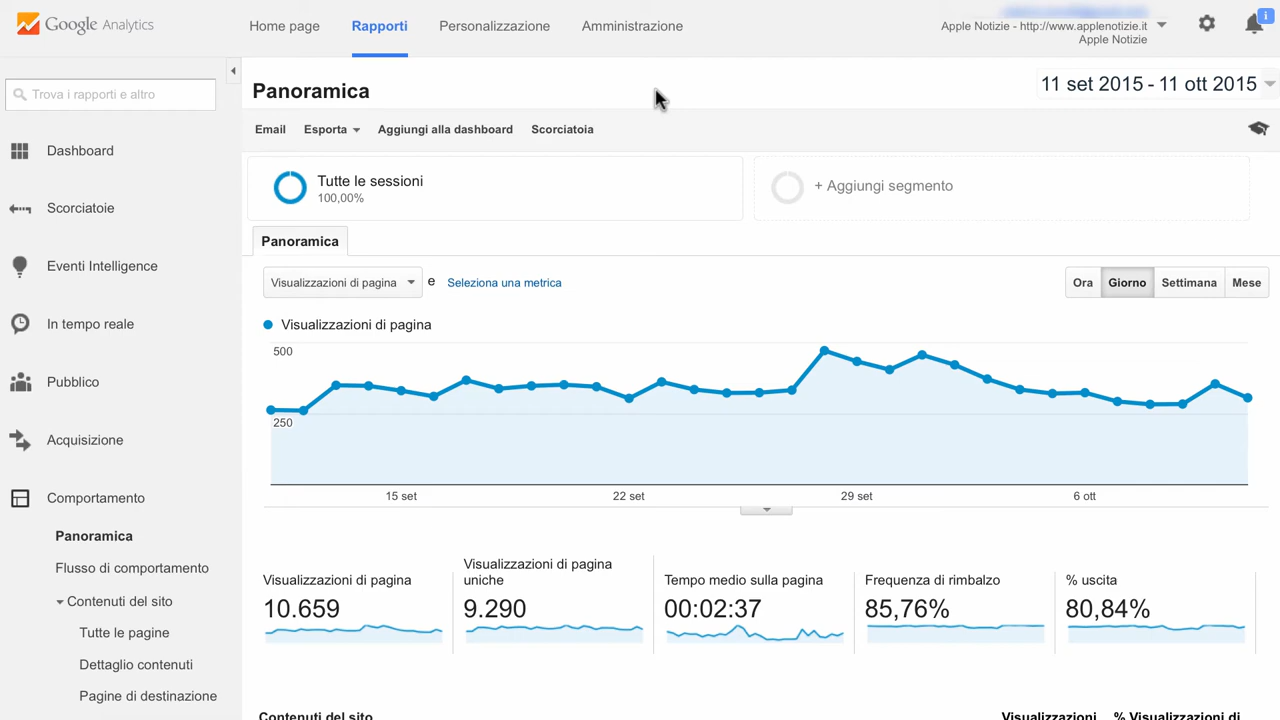 Google Analytics
Home page
Rapporti
Personalizzazione
Amministrazione
Apple Notizie - http://www.applenotizie.it
Apple Notizie
i
Trova i rapporti e altro
Dashboard
Scorciatoie
Eventi Intelligence
In tempo reale
Pubblico
Acquisizione
Comportamento
Panoramica
Flusso di comportamento
Contenuti del sito
Tutte le pagine
Dettaglio contenuti
Pagine di destinazione
Panoramica
11 set 2015 - 11 ott 2015
Email
Esporta
Aggiungi alla dashboard
Scorciatoia
Tutte le sessioni
100,00%
+ Aggiungi segmento
Panoramica
Visualizzazioni di pagina
e
Seleziona una metrica
Ora
Giorno
Settimana
Mese
Visualizzazioni di pagina
500
250
15 set
22 set
29 set
6 ott
Visualizzazioni di pagina
10.659
Visualizzazioni di pagina
uniche
9.290
Tempo medio sulla pagina
00:02:37
Frequenza di rimbalzo
85,76%
% uscita
80,84%
Contenuti del sito
Visualizzazioni
% Visualizzazioni di